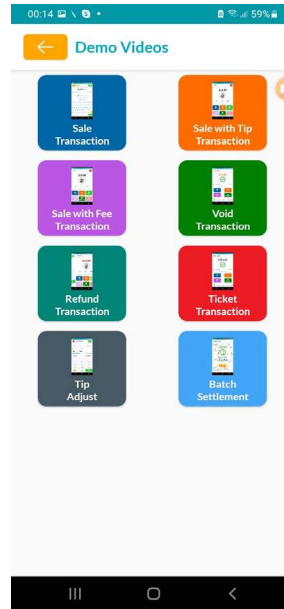 00:14
59%
Demo Videos
Sale
Transaction
Sale with Tip
Transaction
Sale with Fee
Transaction
Void
Transaction
Refund
Transaction
Ticket
Transaction
Tip
Adjust
Batch
Settlement